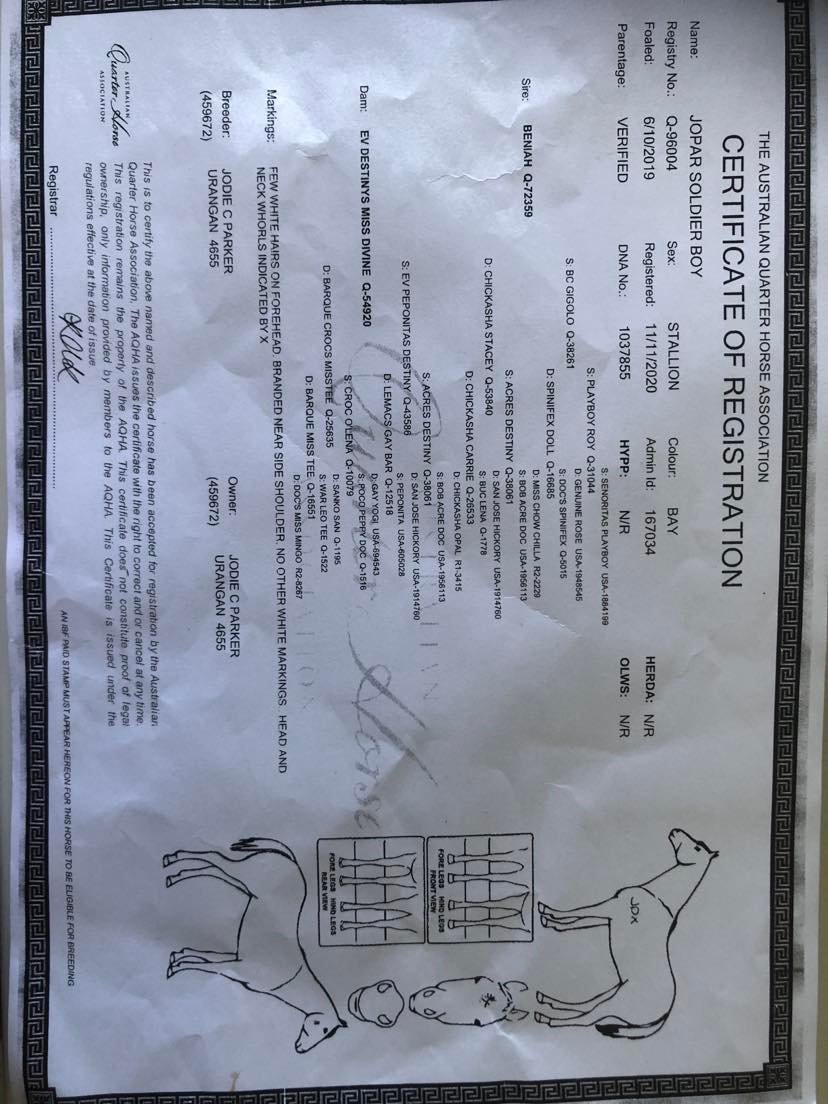 THE AUSTRALIAN QUARTER HORSE ASSOCIATION
CERTIFICATE OF REGISTRATION
Name: JOPAR SOLDIER BOY
Registry No.: Q-96004 Sex: STALLION Colour: BAY
Foaled: 6/10/2019 Registered: 11/11/2020 Admin Id: 167034 HERDA: N/R
Parentage: VERIFIED DNA No.: 1037855 HYPP: N/R OLWS: N/R
S: SENORITAS PLAYBOY USA-1884199
S: PLAYBOY ROY Q-31044
D: GENUINE ROSE USA-1948545
S: BC GIGOLO Q-38261
S: DOCS SPINIFEX Q-5015
D: SPINIFEX DOLL Q-16685
D: MISS CHOW CHILLA R2-2229
Sire: BENIAH Q-72359
S: BOB ACRE DOC USA-1956113
S: ACRES DESTINY Q-38061
D: SAN JOSE HICKORY USA-1914760
D: CHICKASHA STACEY Q-53840
S: BUC LENA Q-1778
D: CHICKASHA CARRIE Q-26533
D: CHICKASHA OPAL R1-3415
S: BOB ACRE DOC USA-1956113
S: ACRES DESTINY Q-38061
D: SAN JOSE HICKORY USA-1914760
S: EV PEPONITAS DESTINY Q-43586
S: PEPONITA USA-605028
D: LEMACS GAY BAR Q-12518
D: GAY YOGI USA-694543
Dam: EV DESTINYS MISS DIVINE Q-54920
S: POCO PEPPY DOC Q-1516
S: CROC O'LENA Q-10079
D: SANKO SAN Q-1195
D: BARQUE CROCS MISSTEE Q-25635
S: WAR LEO TEE Q-1522
D: BARQUE MISS TEE Q-16551
D: DOC'S MISS MINGO R2-8267
Markings: FEW WHITE HAIRS ON FOREHEAD. BRANDED NEAR SIDE SHOULDER. NO OTHER WHITE MARKINGS. HEAD AND
NECK WHORLS INDICATED BY X
Breeder: JODIE C PARKER Owner: JODIE C PARKER
(459672) URANGAN 4655 (459672) URANGAN 4655
This is to certify the above named and described horse has been accepted for registration by the Australian
Quarter Horse Association. The AQHA issues the certificate with the right to correct and/or cancel at any time.
This registration remains the property of the AQHA. This certificate does not constitute proof of legal
ownership, only information provided by members to the AQHA. This Certificate is issued under the
regulations effective at the date of issue
AUSTRALIAN
Quarter Horse
ASSOCIATION
Registrar
AN IBF PAID STAMP MUST APPEAR HEREON FOR THIS HORSE TO BE ELIGIBLE FOR BREEDING
FORE LEGS HIND LEGS
FRONT VIEW
FORE LEGS HIND LEGS
REAR VIEW